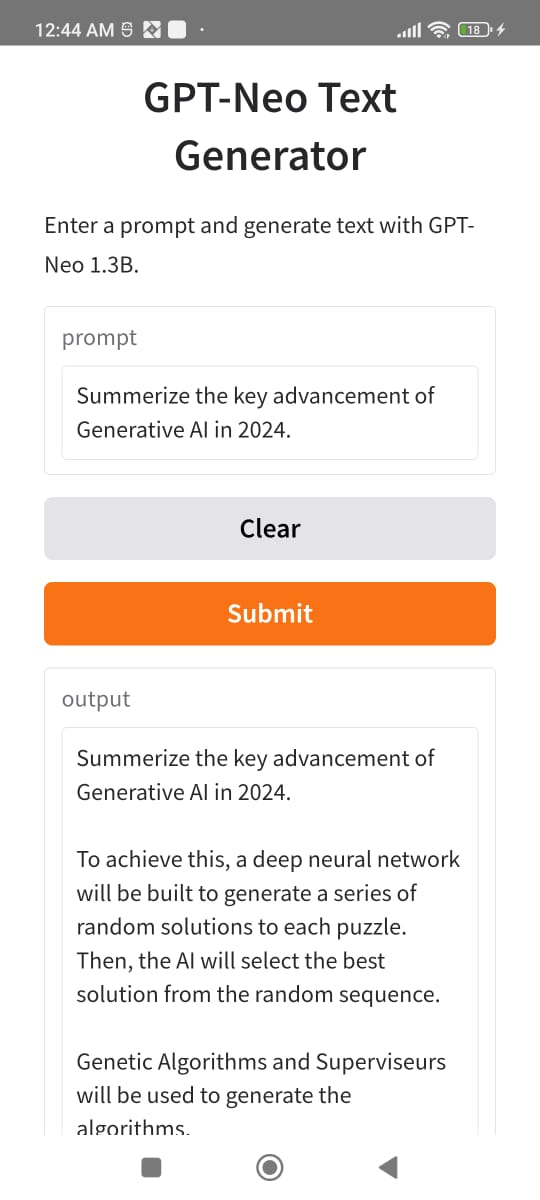 12:44 AM
18
GPT-Neo Text
Generator
Enter a prompt and generate text with GPT-
Neo 1.3B.
prompt
Summerize the key advancement of
Generative AI in 2024.
Clear
Submit
output
Summerize the key advancement of
Generative AI in 2024.
To achieve this, a deep neural network
will be built to generate a series of
random solutions to each puzzle.
Then, the AI will select the best
solution from the random sequence.
Genetic Algorithms and Superviseurs
will be used to generate the
algorithms.